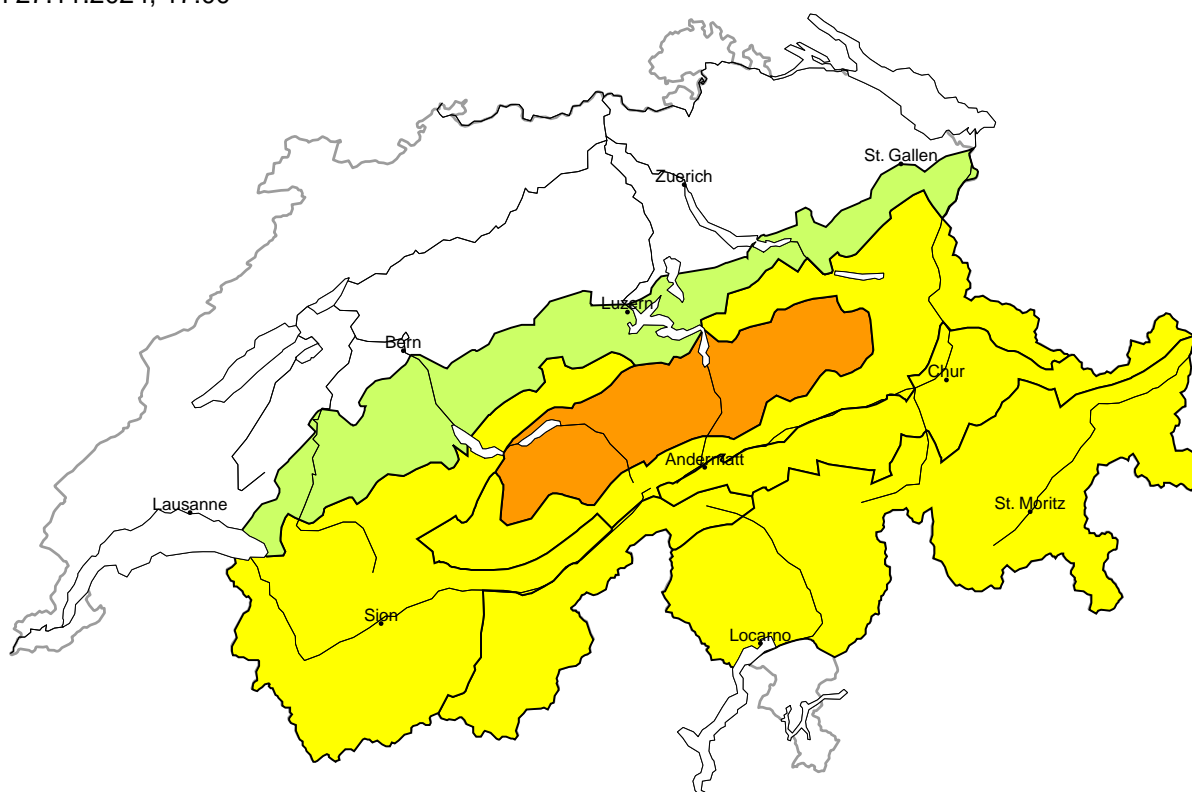 St. Gallen
Zuerich
Luzern
Bern
Chur
Andermatt
Lausanne
St. Moritz
Sion
Locarno